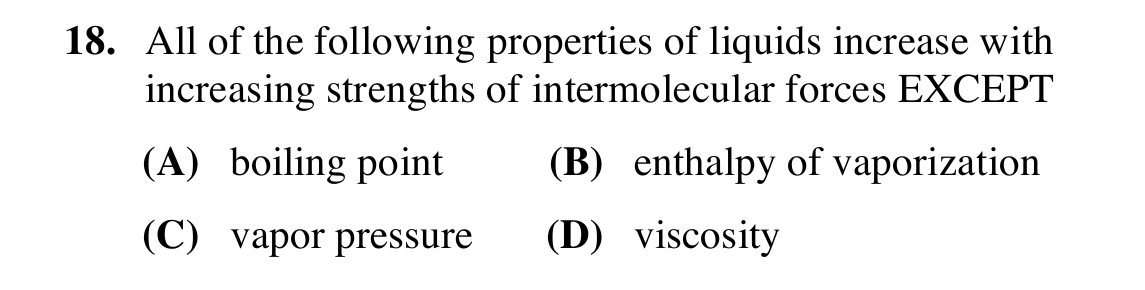 18. All of the following properties of liquids increase with
increasing strengths of intermolecular forces EXCEPT
(A) boiling point (B) enthalpy of vaporization
(C) vapor pressure (D) viscosity